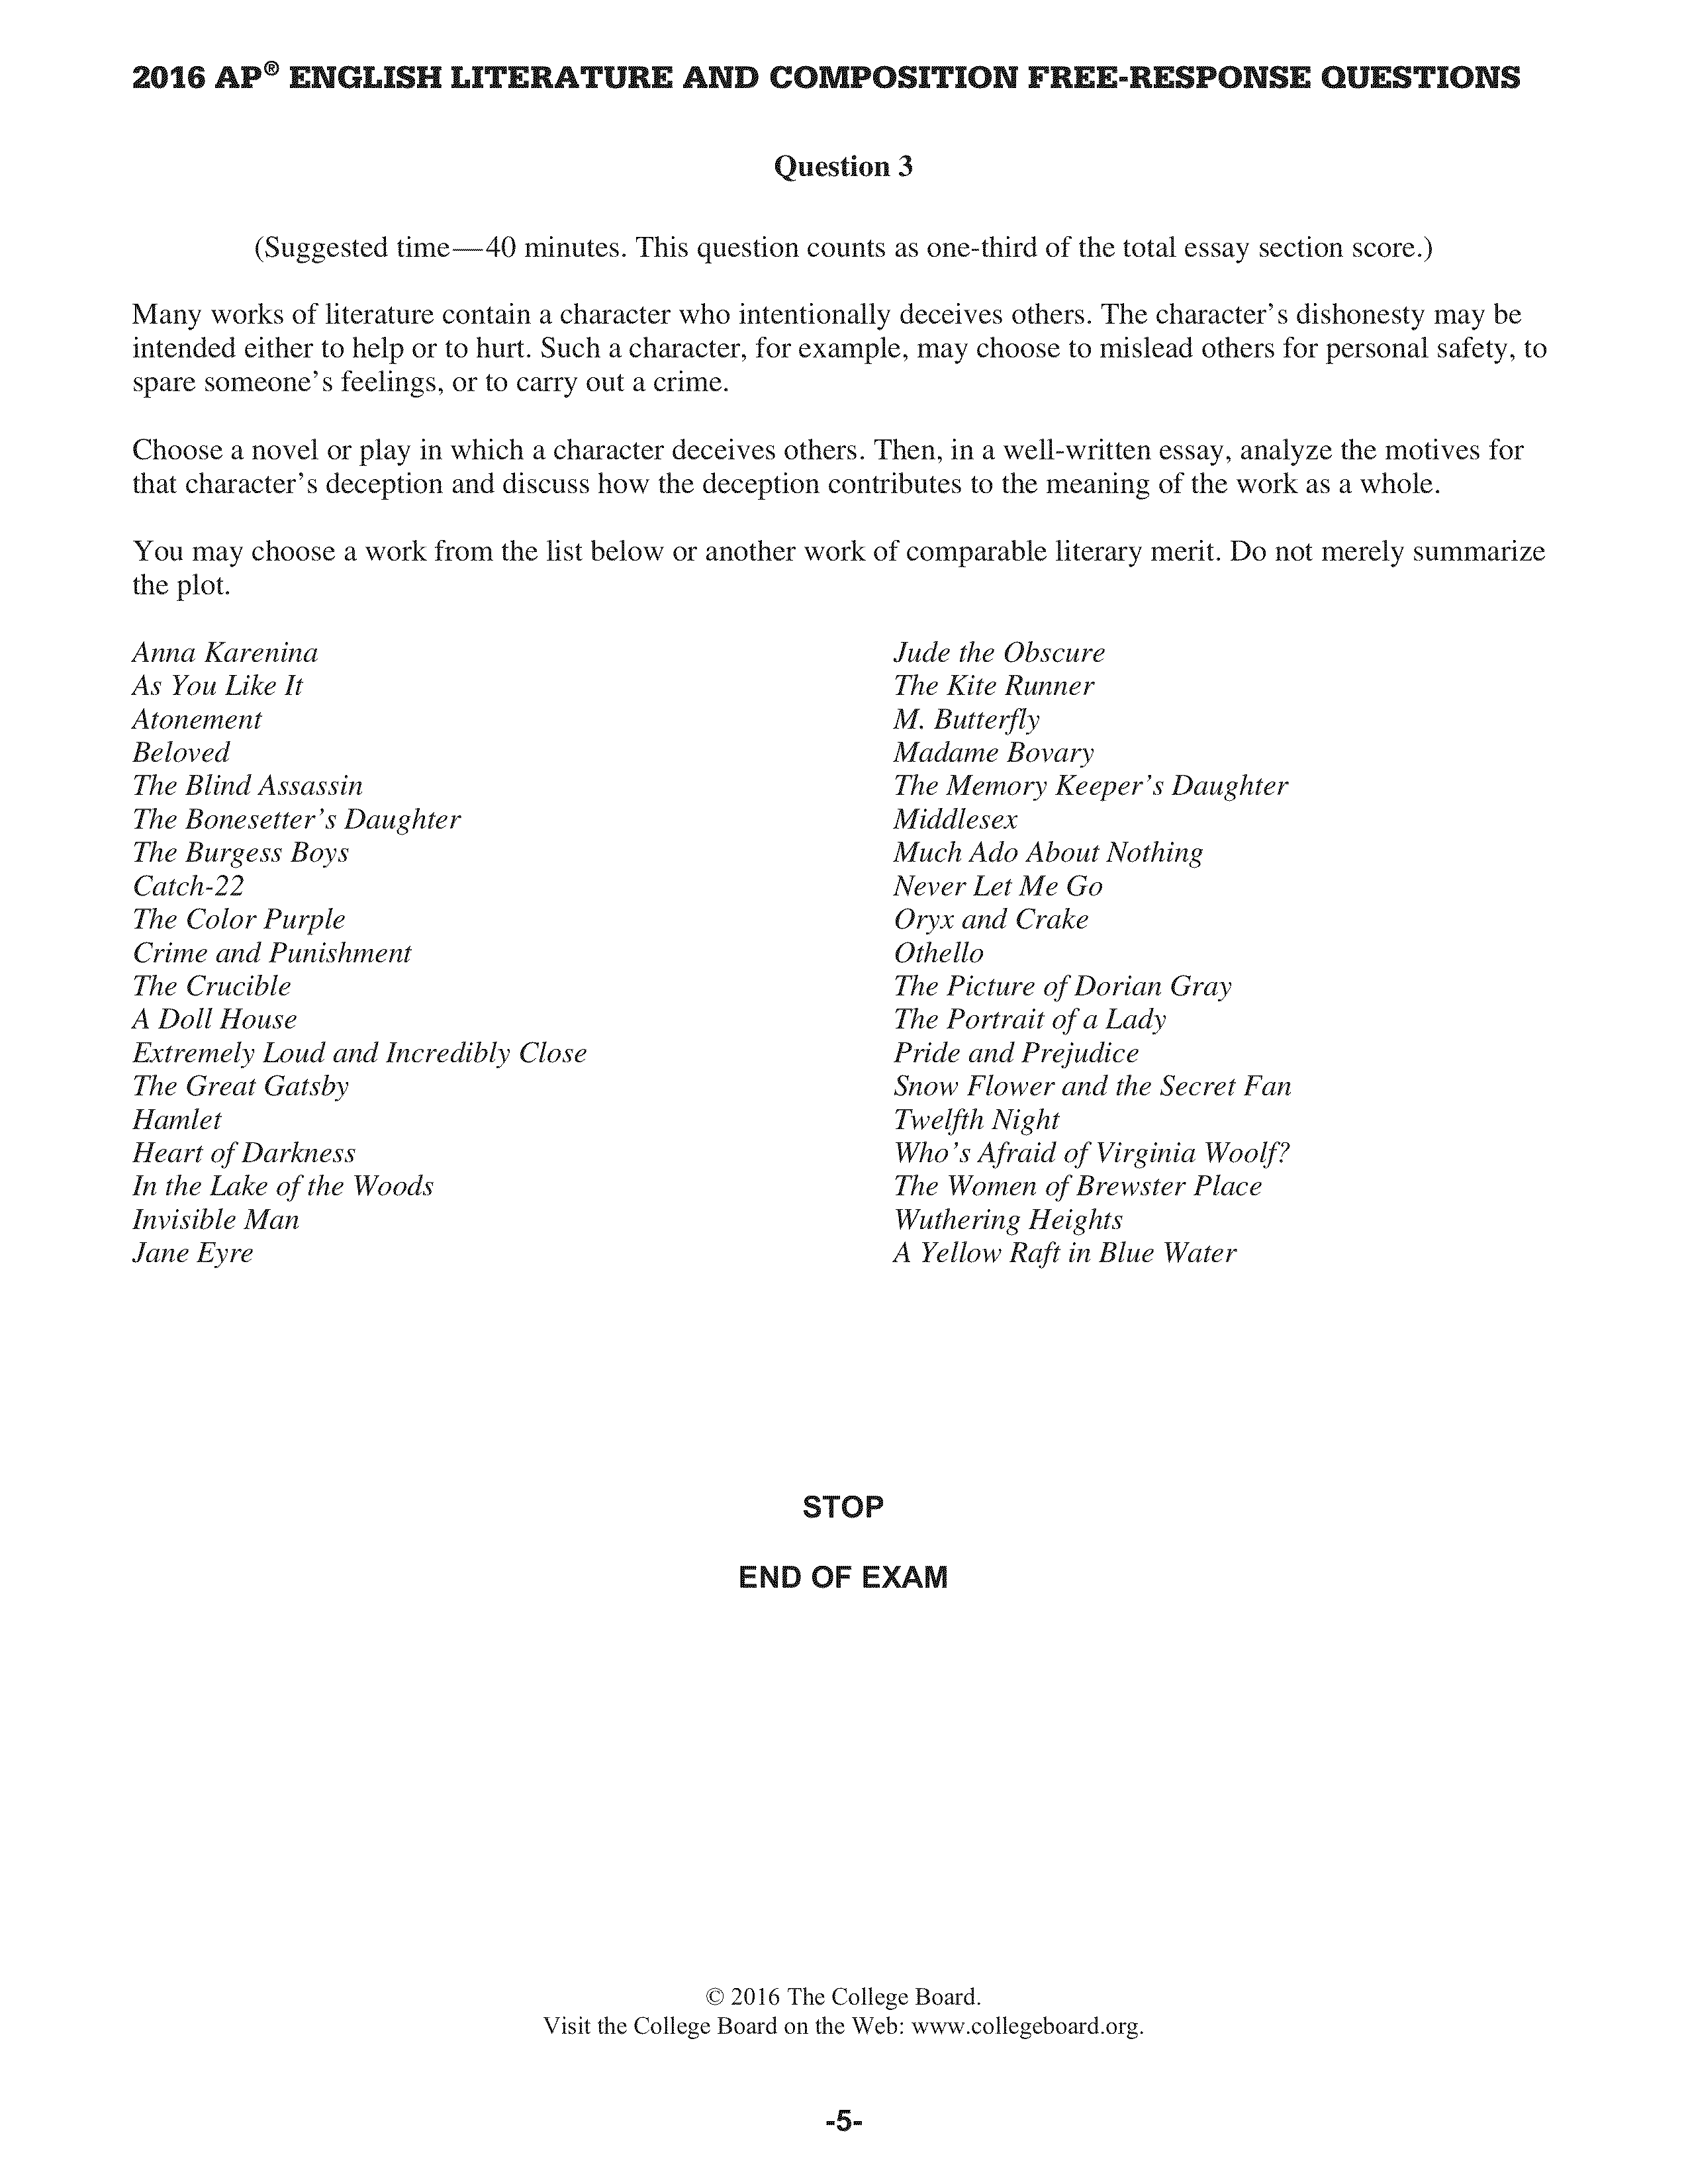 2016 AP® ENGLISH LITERATURE AND COMPOSITION FREE-RESPONSE QUESTIONS
Question 3
(Suggested time—40 minutes. This question counts as one-third of the total essay section score.)
Many works of literature contain a character who intentionally deceives others. The character’s dishonesty may be
intended either to help or to hurt. Such a character, for example, may choose to mislead others for personal safety, to
spare someone’s feelings, or to carry out a crime.
Choose a novel or play in which a character deceives others. Then, in a well-written essay, analyze the motives for
that character’s deception and discuss how the deception contributes to the meaning of the work as a whole.
You may choose a work from the list below or another work of comparable literary merit. Do not merely summarize
the plot.
Anna Karenina
As You Like It
Atonement
Beloved
The Blind Assassin
The Bonesetter’s Daughter
The Burgess Boys
Catch-22
The Color Purple
Crime and Punishment
The Crucible
A Doll House
Extremely Loud and Incredibly Close
The Great Gatsby
Hamlet
Heart of Darkness
In the Lake of the Woods
Invisible Man
Jane Eyre
Jude the Obscure
The Kite Runner
M. Butterfly
Madame Bovary
The Memory Keeper’s Daughter
Middlesex
Much Ado About Nothing
Never Let Me Go
Oryx and Crake
Othello
The Picture of Dorian Gray
The Portrait of a Lady
Pride and Prejudice
Snow Flower and the Secret Fan
Twelfth Night
Who’s Afraid of Virginia Woolf?
The Women of Brewster Place
Wuthering Heights
A Yellow Raft in Blue Water
STOP
END OF EXAM
© 2016 The College Board.
Visit the College Board on the Web: www.collegeboard.org.
-5-